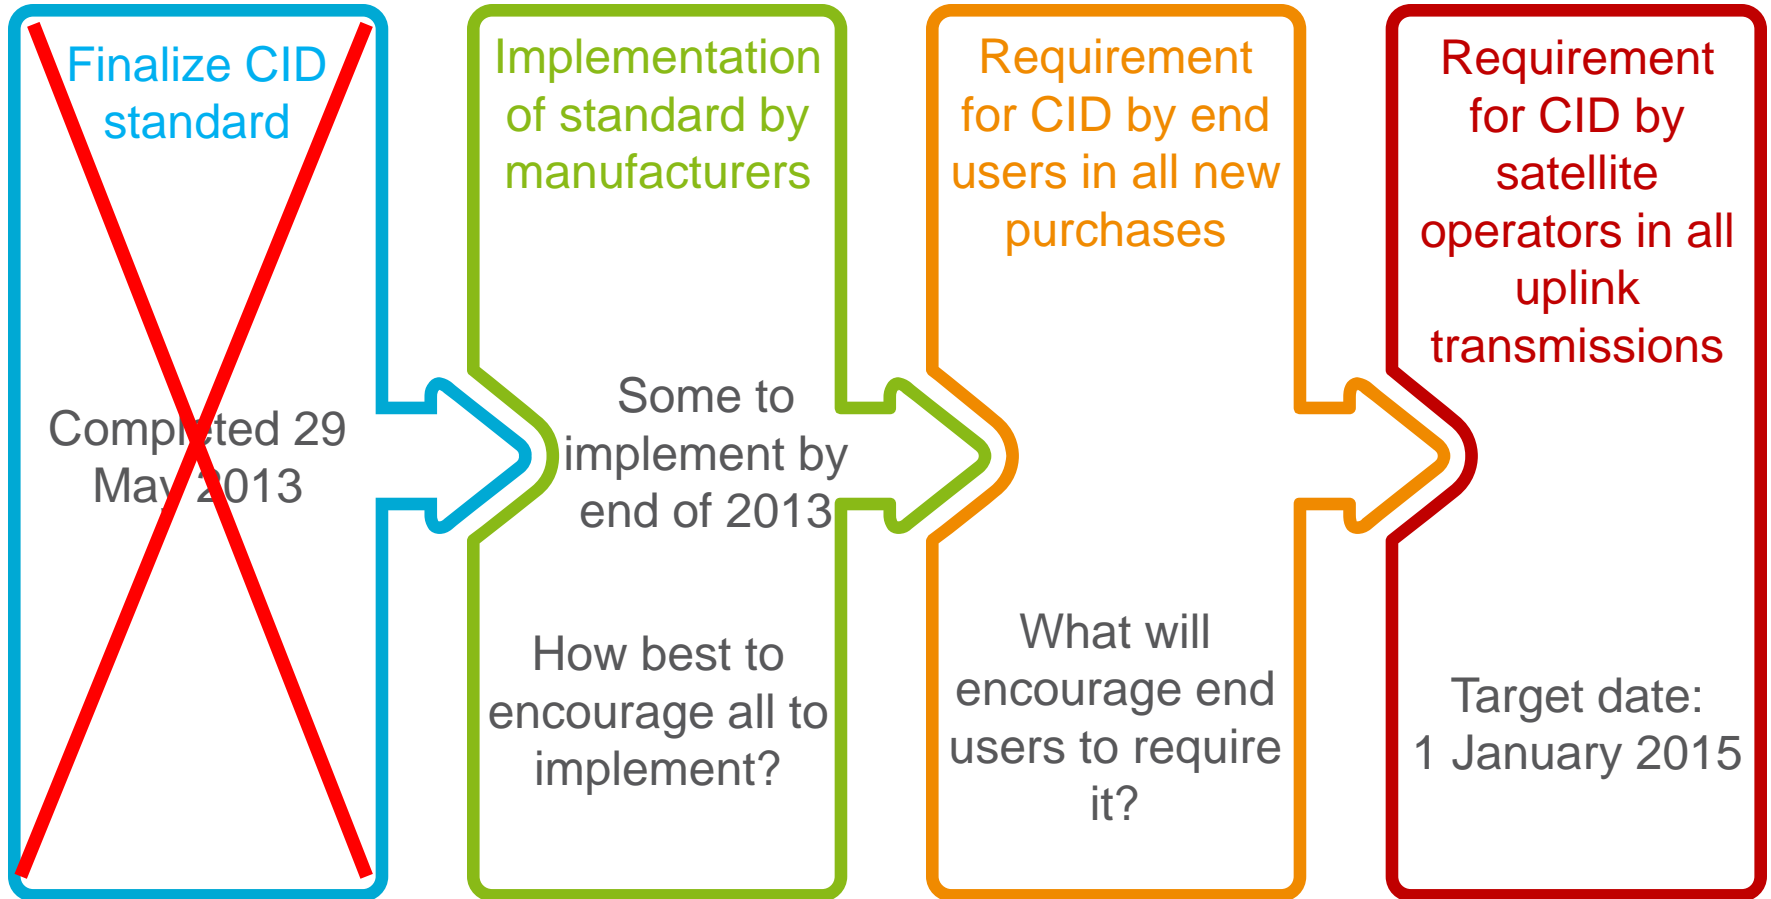 Finalize CID
standard
Completed 29
May 2013
Implementation
of standard by
manufacturers
Some to
implement by
end of 2013
How best to
encourage all to
implement?
Requirement
for CID by end
users in all new
purchases
What will
encourage end
users to require
it?
Requirement
for CID by
satellite
operators in all
uplink
transmissions
Target date:
1 January 2015